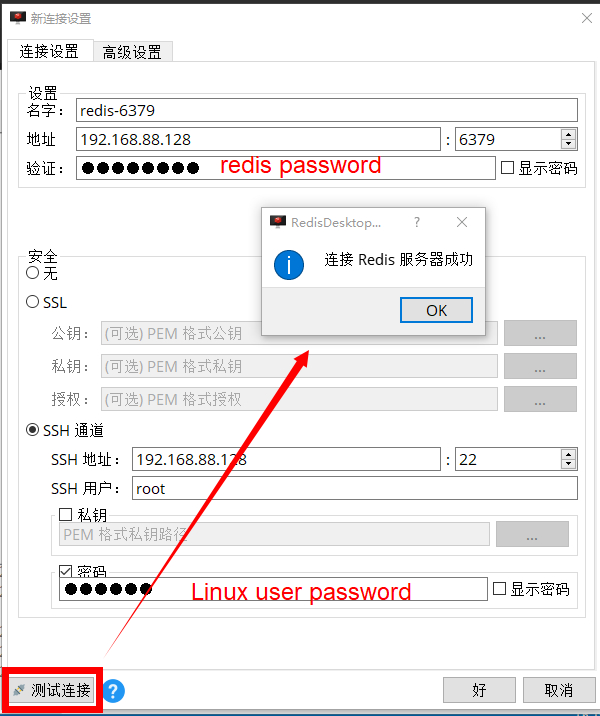 新连接设置
连接设置 高级设置
设置
名字： redis-6379
地址 192.168.88.128 : 6379
验证： ●●●●●●●● redis password 显示密码
RedisDesktop... ?
连接 Redis 服务器成功
OK
安全
无
SSL
公钥： (可选) PEM 格式公钥 ...
私钥： (可选) PEM 格式私钥 ...
授权： (可选) PEM 格式授权 ...
SSH 通道
SSH 地址： 192.168.88.128 : 22
SSH 用户： root
私钥
PEM 格式私钥路径 ...
密码
●●●●●● Linux user password 显示密码
测试连接 ? 好 取消